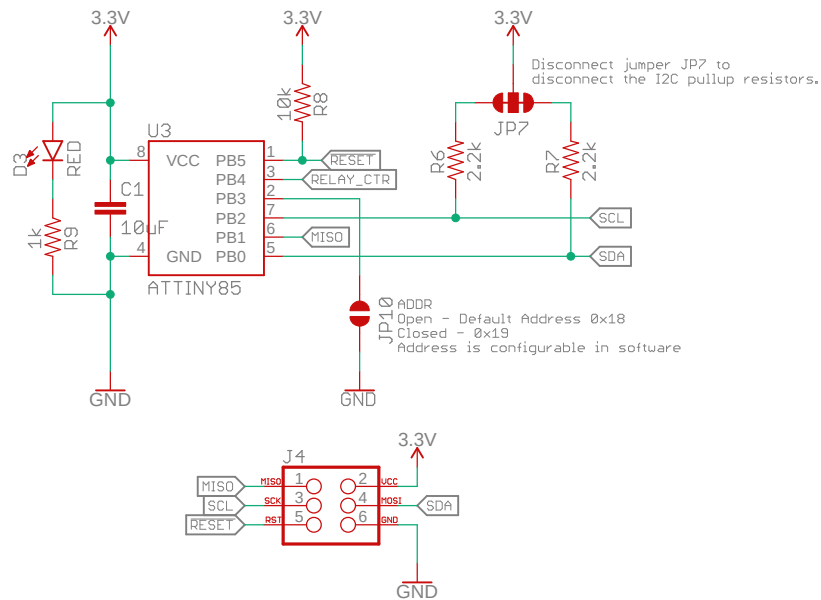 3.3V
3.3V
3.3V
Disconnect jumper JP7 to
disconnect the I2C pullup resistors.
JP7
10k
R8
U3
D3
RED
8
VCC
PB5
1
RESET
PB4
3
RELAY_CTR
PB3
2
PB2
7
SCL
PB1
6
MISO
4
GND
PB0
5
SDA
R6
2.2k
R7
2.2k
C1
10uF
1k
R9
ATTINY85
JP10
ADDR
Open - Default Address 0x18
Closed - 0x19
Address is configurable in software
GND
GND
3.3V
J4
MISO
MISO
1
2
VCC
SCL
SCK
3
4
MOSI
SDA
RESET
RST
5
6
GND
GND